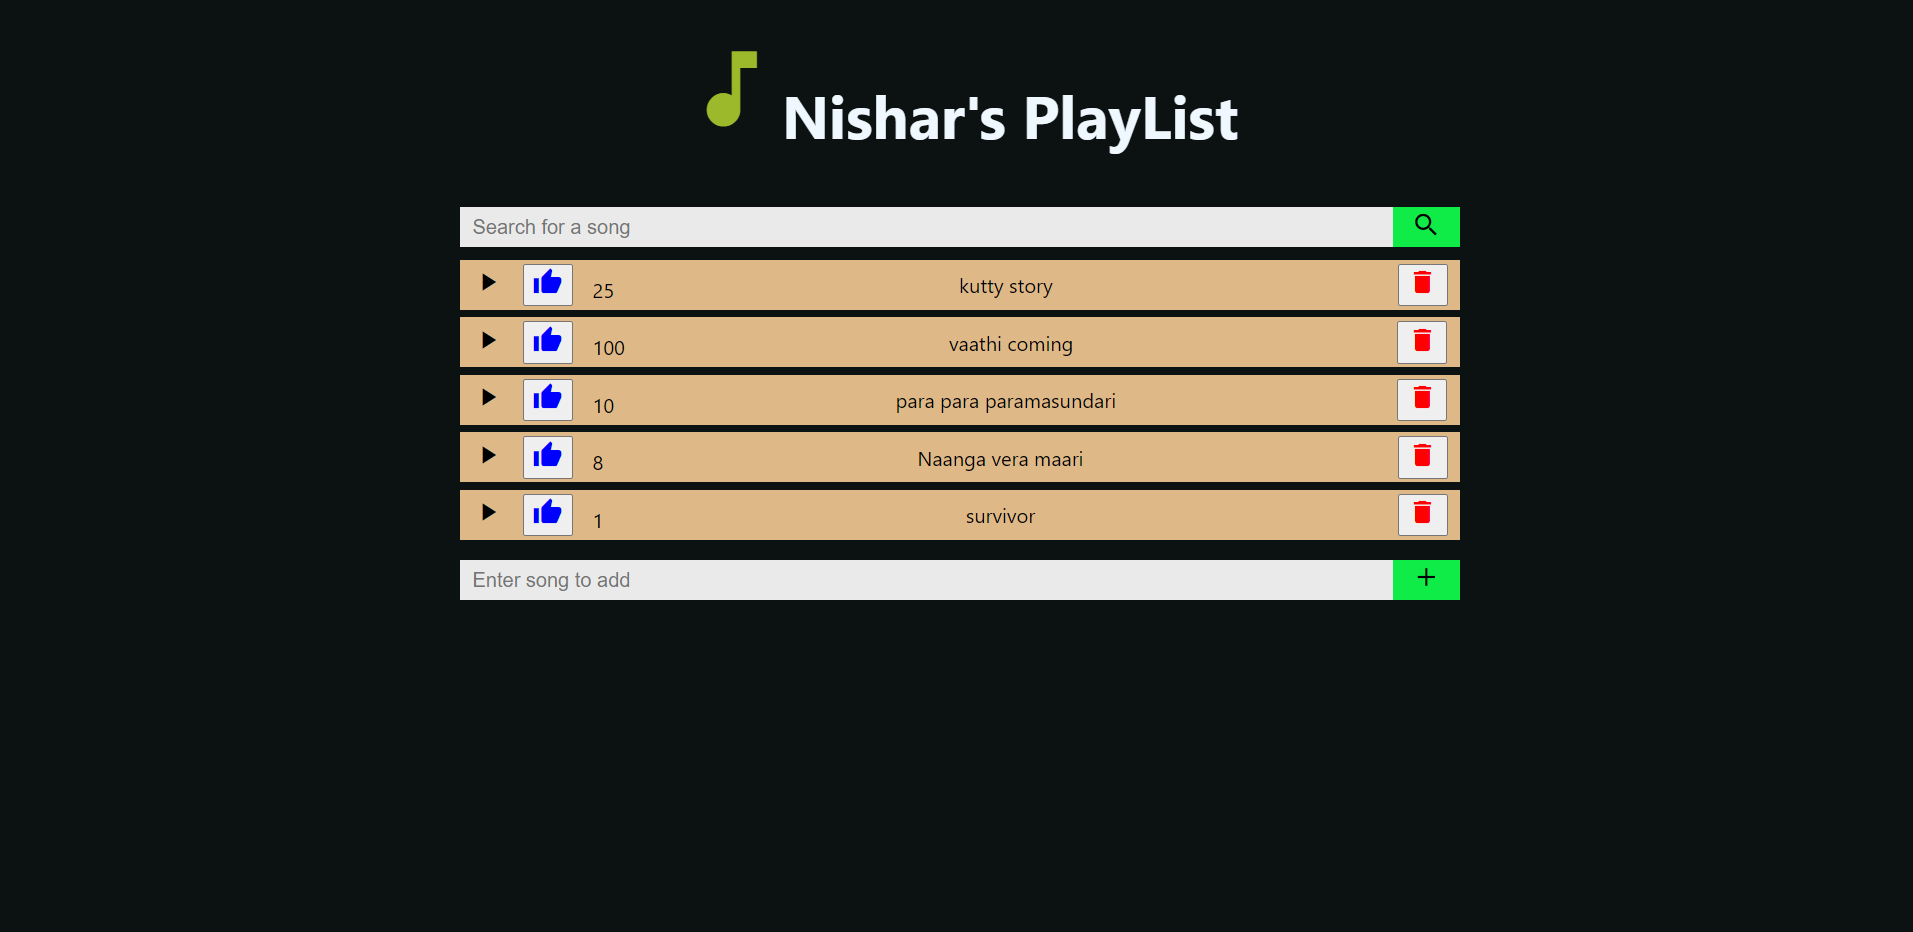 Nishar's PlayList
Search for a song
25 kutty story
100 vaathi coming
10 para para paramasundari
8 Naanga vera maari
1 survivor
Enter song to add